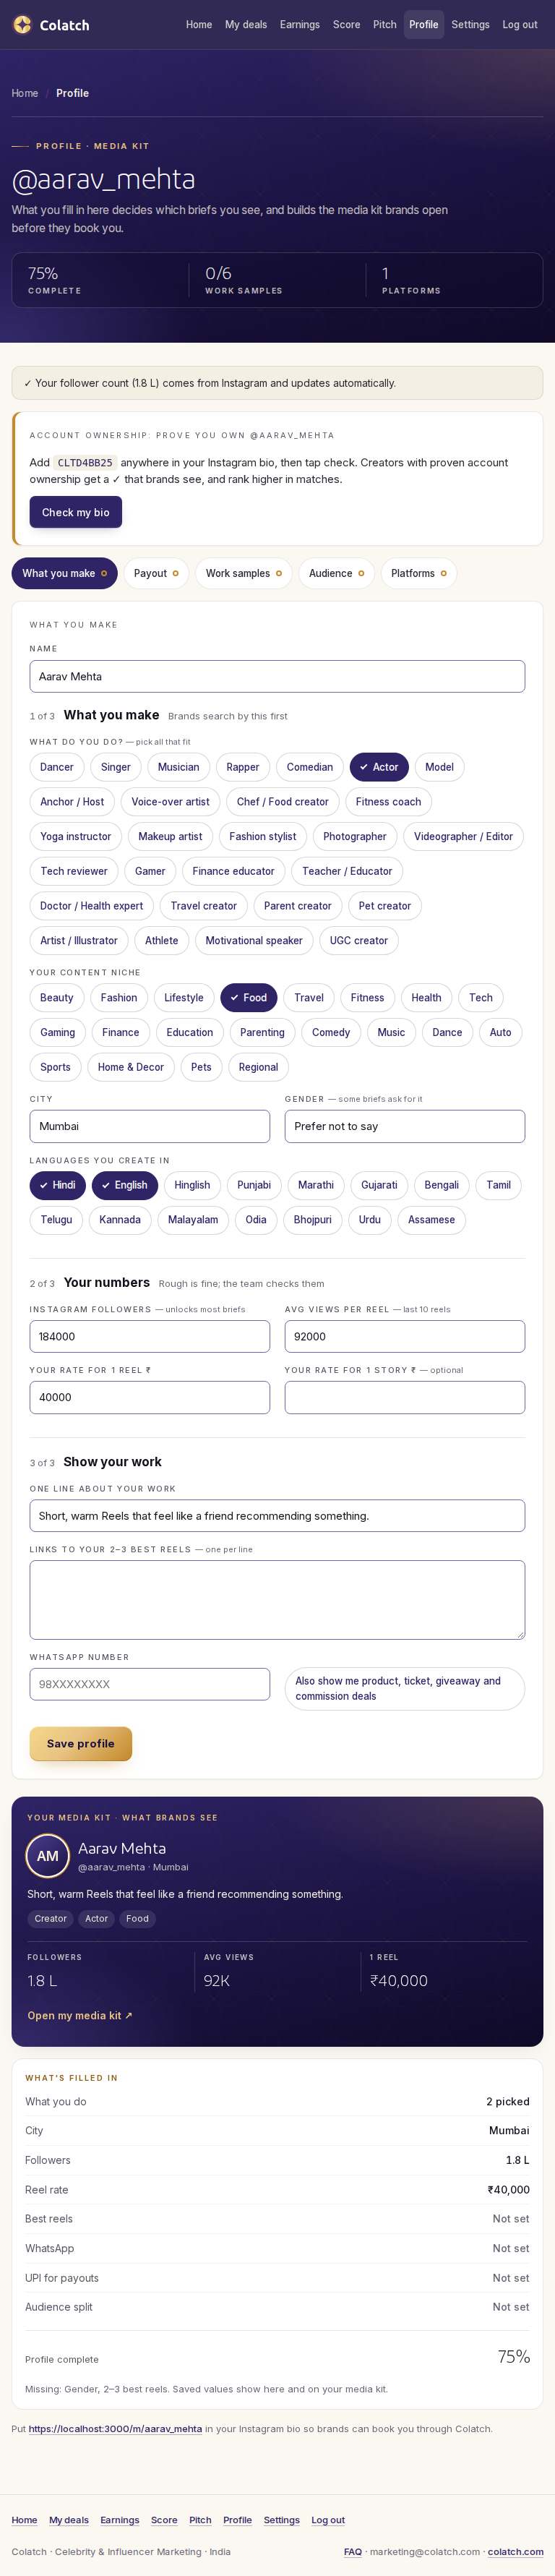 Colatch
Home My deals Earnings Score Pitch Profile Settings Log out
Home / Profile
PROFILE · MEDIA KIT
@aarav_mehta
What you fill in here decides which briefs you see, and builds the media kit brands open
before they book you.
75% 0/6 1
COMPLETE WORK SAMPLES PLATFORMS
✓ Your follower count (1.8 L) comes from Instagram and updates automatically.
ACCOUNT OWNERSHIP: PROVE YOU OWN @AARAV_MEHTA
Add CLTD4BB25 anywhere in your Instagram bio, then tap check. Creators with proven account
ownership get a ✓ that brands see, and rank higher in matches.
Check my bio
What you make Payout Work samples Audience Platforms
WHAT YOU MAKE
NAME
Aarav Mehta
1 of 3 What you make Brands search by this first
WHAT DO YOU DO? — pick all that fit
Dancer Singer Musician Rapper Comedian ✓ Actor Model
Anchor / Host Voice-over artist Chef / Food creator Fitness coach
Yoga instructor Makeup artist Fashion stylist Photographer Videographer / Editor
Tech reviewer Gamer Finance educator Teacher / Educator
Doctor / Health expert Travel creator Parent creator Pet creator
Artist / Illustrator Athlete Motivational speaker UGC creator
YOUR CONTENT NICHE
Beauty Fashion Lifestyle ✓ Food Travel Fitness Health Tech
Gaming Finance Education Parenting Comedy Music Dance Auto
Sports Home & Decor Pets Regional
CITY GENDER — some briefs ask for it
Mumbai Prefer not to say
LANGUAGES YOU CREATE IN
✓ Hindi ✓ English Hinglish Punjabi Marathi Gujarati Bengali Tamil
Telugu Kannada Malayalam Odia Bhojpuri Urdu Assamese
2 of 3 Your numbers Rough is fine; the team checks them
INSTAGRAM FOLLOWERS — unlocks most briefs AVG VIEWS PER REEL — last 10 reels
184000 92000
YOUR RATE FOR 1 REEL ₹ YOUR RATE FOR 1 STORY ₹ — optional
40000
3 of 3 Show your work
ONE LINE ABOUT YOUR WORK
Short, warm Reels that feel like a friend recommending something.
LINKS TO YOUR 2–3 BEST REELS — one per line
WHATSAPP NUMBER
98XXXXXXXX
Also show me product, ticket, giveaway and
commission deals
Save profile
YOUR MEDIA KIT · WHAT BRANDS SEE
AM
Aarav Mehta
@aarav_mehta · Mumbai
Short, warm Reels that feel like a friend recommending something.
Creator Actor Food
FOLLOWERS AVG VIEWS 1 REEL
1.8 L 92K ₹40,000
Open my media kit ↗
WHAT'S FILLED IN
What you do 2 picked
City Mumbai
Followers 1.8 L
Reel rate ₹40,000
Best reels Not set
WhatsApp Not set
UPI for payouts Not set
Audience split Not set
Profile complete 75%
Missing: Gender, 2–3 best reels. Saved values show here and on your media kit.
Put https://localhost:3000/m/aarav_mehta in your Instagram bio so brands can book you through Colatch.
Home My deals Earnings Score Pitch Profile Settings Log out
Colatch · Celebrity & Influencer Marketing · India FAQ · marketing@colatch.com · colatch.com